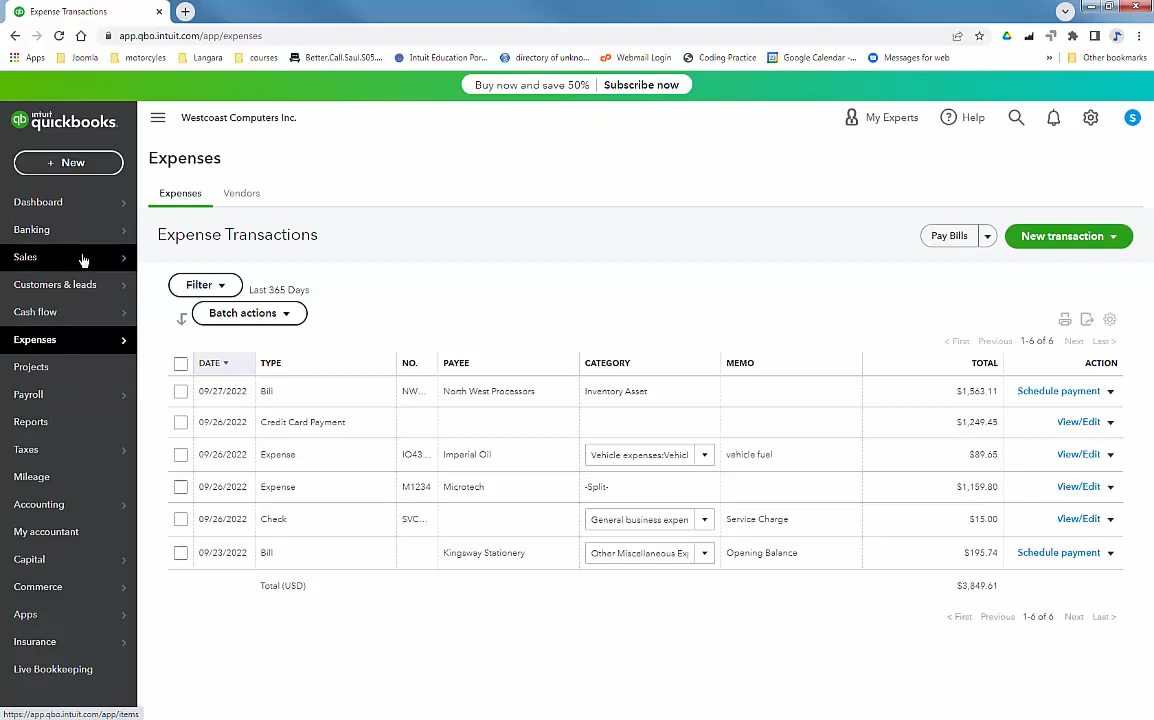 Expense Transactions
app.qbo.intuit.com/app/expenses
Apps Joomla motorcyles Langara courses Better.Call.Saul.S05.... Intuit Education Por... directory of unkno... Webmail Login Coding Practice Google Calendar -... Messages for web » Other bookmarks
Buy now and save 50% Subscribe now
intuit quickbooks.
Westcoast Computers Inc.
My Experts Help S
+ New
Expenses
Expenses Vendors
Dashboard
Banking
Sales
Customers & leads
Cash flow
Expenses
Projects
Payroll
Reports
Taxes
Mileage
Accounting
My accountant
Capital
Commerce
Apps
Insurance
Live Bookkeeping
Expense Transactions
Pay Bills New transaction
Filter Last 365 Days
Batch actions
< First Previous 1-6 of 6 Next Last >
DATE TYPE NO. PAYEE CATEGORY MEMO TOTAL ACTION
09/27/2022 Bill NW... North West Processors Inventory Asset $1,563.11 Schedule payment
09/26/2022 Credit Card Payment $1,249.45 View/Edit
09/26/2022 Expense IO43... Imperial Oil Vehicle expenses:Vehicl vehicle fuel $89.65 View/Edit
09/26/2022 Expense M1234 Microtech -Split- $1,159.80 View/Edit
09/26/2022 Check SVC... General business expen Service Charge $15.00 View/Edit
09/23/2022 Bill Kingsway Stationery Other Miscellaneous Exp Opening Balance $195.74 Schedule payment
Total (USD) $3,849.61
< First Previous 1-6 of 6 Next Last >
https://app.qbo.intuit.com/app/items